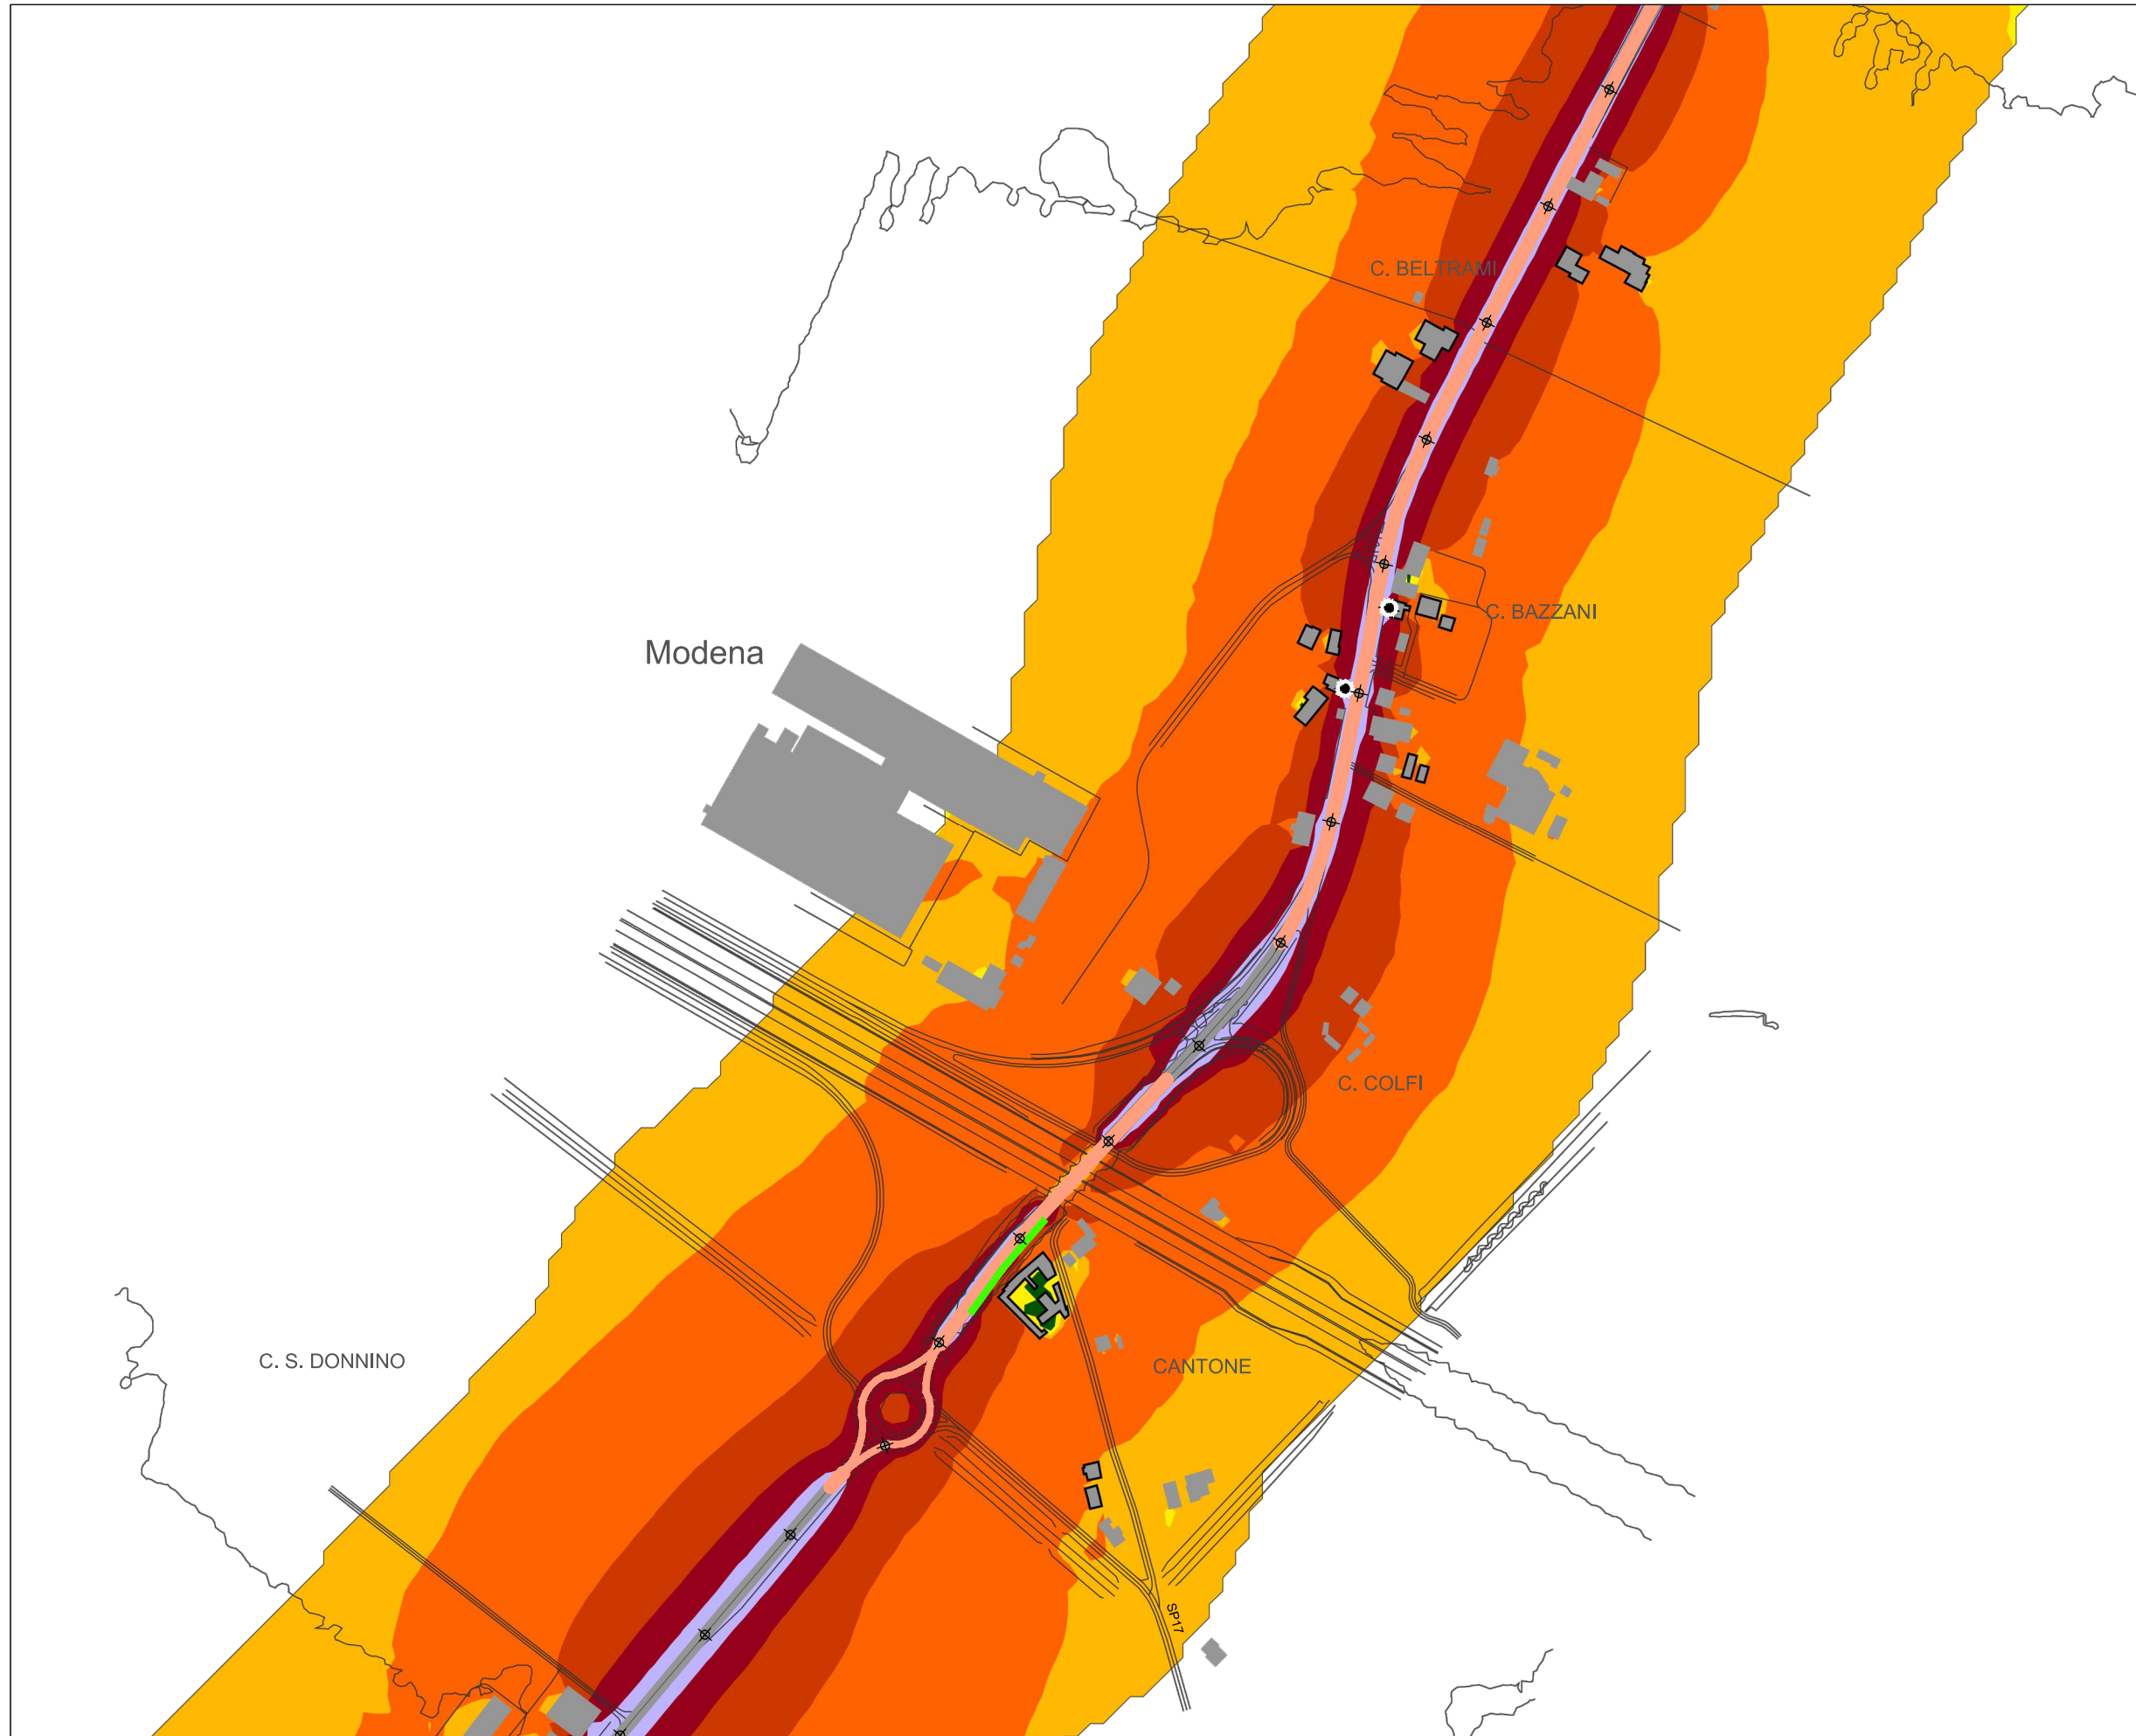 C. BELTRAMI
C. BAZZANI
Modena
C. COLFI
C. S. DONNINO
CANTONE
SP17